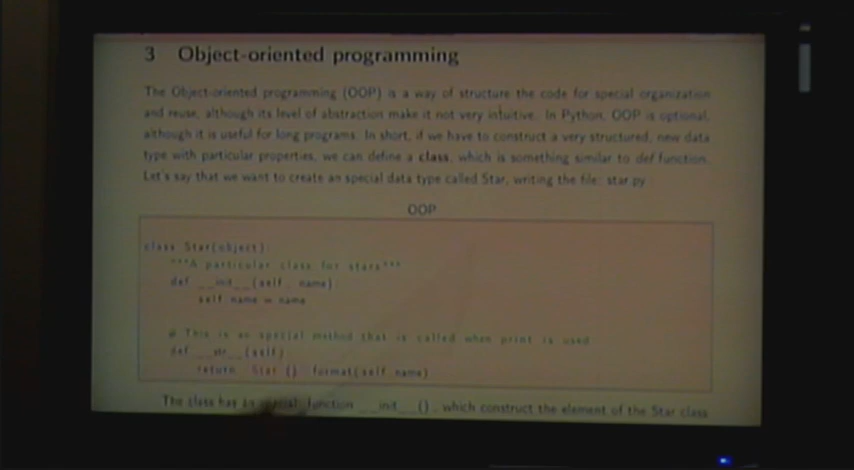 3 Object-oriented programming
The Object-oriented programming (OOP) is a way of structure the code for special organization
and reuse, although its level of abstraction make it not very intuitive. In Python, OOP is optional,
although it is useful for long programs. In short, if we have to construct a very structured, new data
type with particular properties, we can define a class, which is something similar to def function.
Let's say that we want to create an special data type called Star, writing the file: star.py
OOP
class Star(object):
"""A particular class for stars"""
def __init__(self, name):
self.name = name
# This is an special method that is called when print is used
def __str__(self):
return "Star {}".format(self.name)
The class has an special function __init__(), which construct the element of the Star class